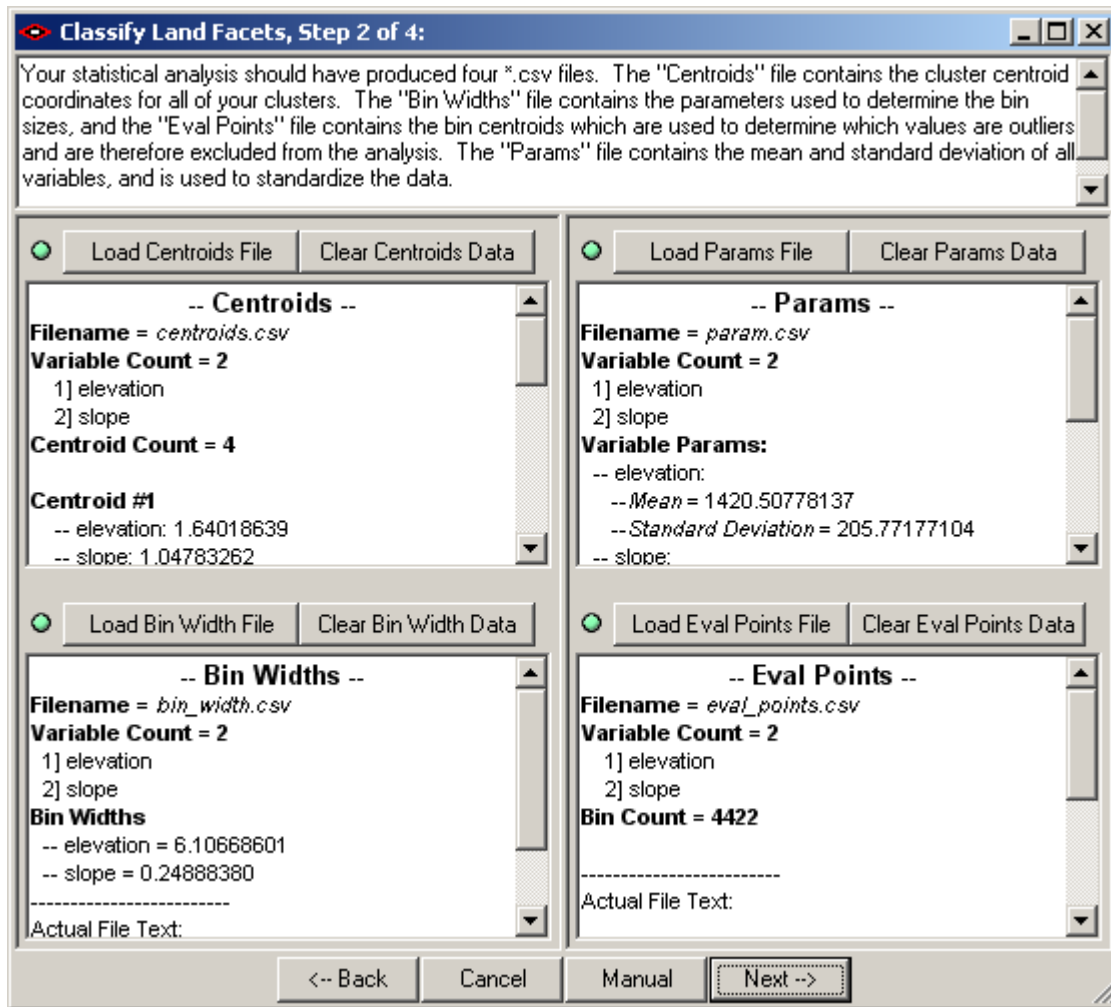 Classify Land Facets, Step 2 of 4:
Your statistical analysis should have produced four *.csv files. The "Centroids" file contains the cluster centroid
coordinates for all of your clusters. The "Bin Widths" file contains the parameters used to determine the bin
sizes, and the "Eval Points" file contains the bin centroids which are used to determine which values are outliers
and are therefore excluded from the analysis. The "Params" file contains the mean and standard deviation of all
variables, and is used to standardize the data.
Load Centroids File
Clear Centroids Data
-- Centroids --
Filename = centroids.csv
Variable Count = 2
1] elevation
2] slope
Centroid Count = 4
Centroid #1
-- elevation: 1.64018639
-- slope: 1.04783262
Load Params File
Clear Params Data
-- Params --
Filename = param.csv
Variable Count = 2
1] elevation
2] slope
Variable Params:
-- elevation:
--Mean = 1420.50778137
--Standard Deviation = 205.77177104
-- slope:
Load Bin Width File
Clear Bin Width Data
-- Bin Widths --
Filename = bin_width.csv
Variable Count = 2
1] elevation
2] slope
Bin Widths
-- elevation = 6.10668601
-- slope = 0.24888380
-------------------------
Actual File Text:
Load Eval Points File
Clear Eval Points Data
-- Eval Points --
Filename = eval_points.csv
Variable Count = 2
1] elevation
2] slope
Bin Count = 4422
-------------------------
Actual File Text:
<-- Back
Cancel
Manual
Next -->